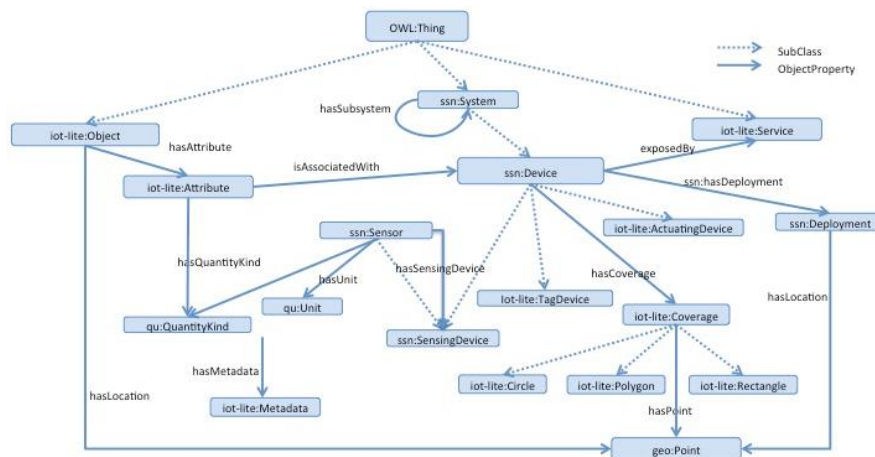 OWL:Thing
SubClass
ObjectProperty
hasSubsystem
ssn:System
iot-lite:Object
iot-lite:Service
hasAttribute
exposedBy
isAssociatedWith
ssn:Device
iot-lite:Attribute
ssn:hasDeployment
ssn:Sensor
iot-lite:ActuatingDevice
ssn:Deployment
hasQuantityKind
hasUnit
hasSensingDevice
hasCoverage
hasLocation
qu:Unit
Iot-lite:TagDevice
qu:QuantityKind
ssn:SensingDevice
iot-lite:Coverage
hasMetadata
iot-lite:Circle
iot-lite:Polygon
iot-lite:Rectangle
hasLocation
iot-lite:Metadata
hasPoint
geo:Point